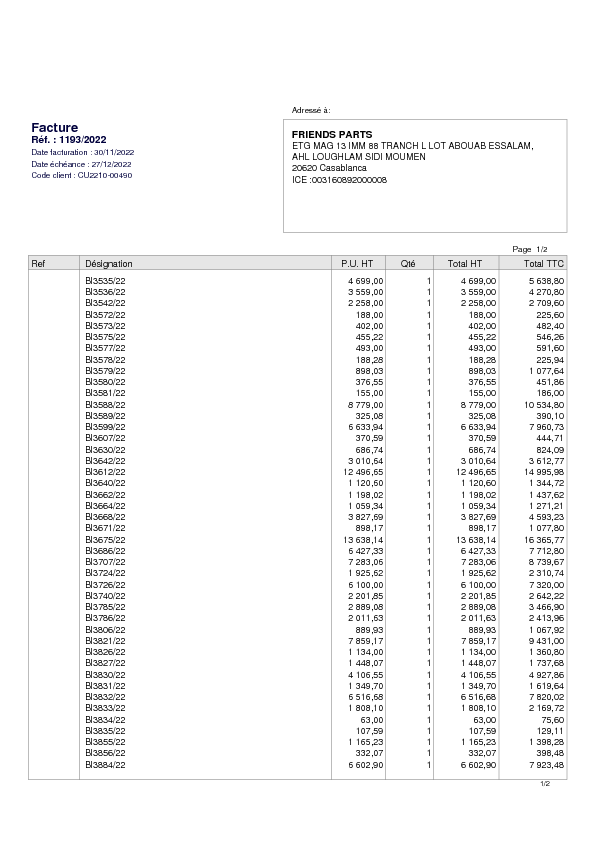 Adressé à:
Facture
Réf. : 1193/2022
Date facturation : 30/11/2022
Date échéance : 27/12/2022
Code client : CU2210-00490
FRIENDS PARTS
ETG MAG 13 IMM 88 TRANCH L LOT ABOUAB ESSALAM,
AHL LOUGHLAM SIDI MOUMEN
20620 Casablanca
ICE :003160892000008
Page 1/2
Ref Désignation P.U. HT Qté Total HT Total TTC
Bl3535/22 4 699,00 1 4 699,00 5 638,80
Bl3536/22 3 559,00 1 3 559,00 4 270,80
Bl3542/22 2 258,00 1 2 258,00 2 709,60
Bl3572/22 188,00 1 188,00 225,60
Bl3573/22 402,00 1 402,00 482,40
Bl3575/22 455,22 1 455,22 546,26
Bl3577/22 493,00 1 493,00 591,60
Bl3578/22 188,28 1 188,28 225,94
Bl3579/22 898,03 1 898,03 1 077,64
Bl3580/22 376,55 1 376,55 451,86
Bl3581/22 155,00 1 155,00 186,00
Bl3588/22 8 779,00 1 8 779,00 10 534,80
Bl3589/22 325,08 1 325,08 390,10
Bl3599/22 6 633,94 1 6 633,94 7 960,73
Bl3607/22 370,59 1 370,59 444,71
Bl3630/22 686,74 1 686,74 824,09
Bl3642/22 3 010,64 1 3 010,64 3 612,77
Bl3612/22 12 496,65 1 12 496,65 14 995,98
Bl3640/22 1 120,60 1 1 120,60 1 344,72
Bl3662/22 1 198,02 1 1 198,02 1 437,62
Bl3664/22 1 059,34 1 1 059,34 1 271,21
Bl3668/22 3 827,69 1 3 827,69 4 593,23
Bl3671/22 898,17 1 898,17 1 077,80
Bl3675/22 13 638,14 1 13 638,14 16 365,77
Bl3686/22 6 427,33 1 6 427,33 7 712,80
Bl3707/22 7 283,06 1 7 283,06 8 739,67
Bl3724/22 1 925,62 1 1 925,62 2 310,74
Bl3726/22 6 100,00 1 6 100,00 7 320,00
Bl3740/22 2 201,85 1 2 201,85 2 642,22
Bl3785/22 2 889,08 1 2 889,08 3 466,90
Bl3786/22 2 011,63 1 2 011,63 2 413,96
Bl3806/22 889,93 1 889,93 1 067,92
Bl3821/22 7 859,17 1 7 859,17 9 431,00
Bl3826/22 1 134,00 1 1 134,00 1 360,80
Bl3827/22 1 448,07 1 1 448,07 1 737,68
Bl3830/22 4 106,55 1 4 106,55 4 927,86
Bl3831/22 1 349,70 1 1 349,70 1 619,64
Bl3832/22 6 516,68 1 6 516,68 7 820,02
Bl3833/22 1 808,10 1 1 808,10 2 169,72
Bl3834/22 63,00 1 63,00 75,60
Bl3835/22 107,59 1 107,59 129,11
Bl3855/22 1 165,23 1 1 165,23 1 398,28
Bl3856/22 332,07 1 332,07 398,48
Bl3884/22 6 602,90 1 6 602,90 7 923,48
1/2